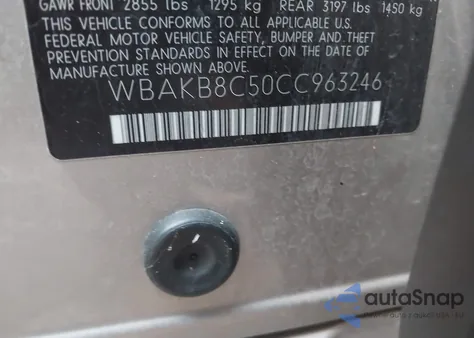 GAWR FRONT 2855 lbs 1295 kg REAR 3197 lbs 1450 kg
THIS VEHICLE CONFORMS TO ALL APPLICABLE U.S.
FEDERAL MOTOR VEHICLE SAFETY, BUMPER AND THEFT
PREVENTION STANDARDS IN EFFECT ON THE DATE OF
MANUFACTURE SHOWN ABOVE.
WBAKB8C50CC963246
autaSnap